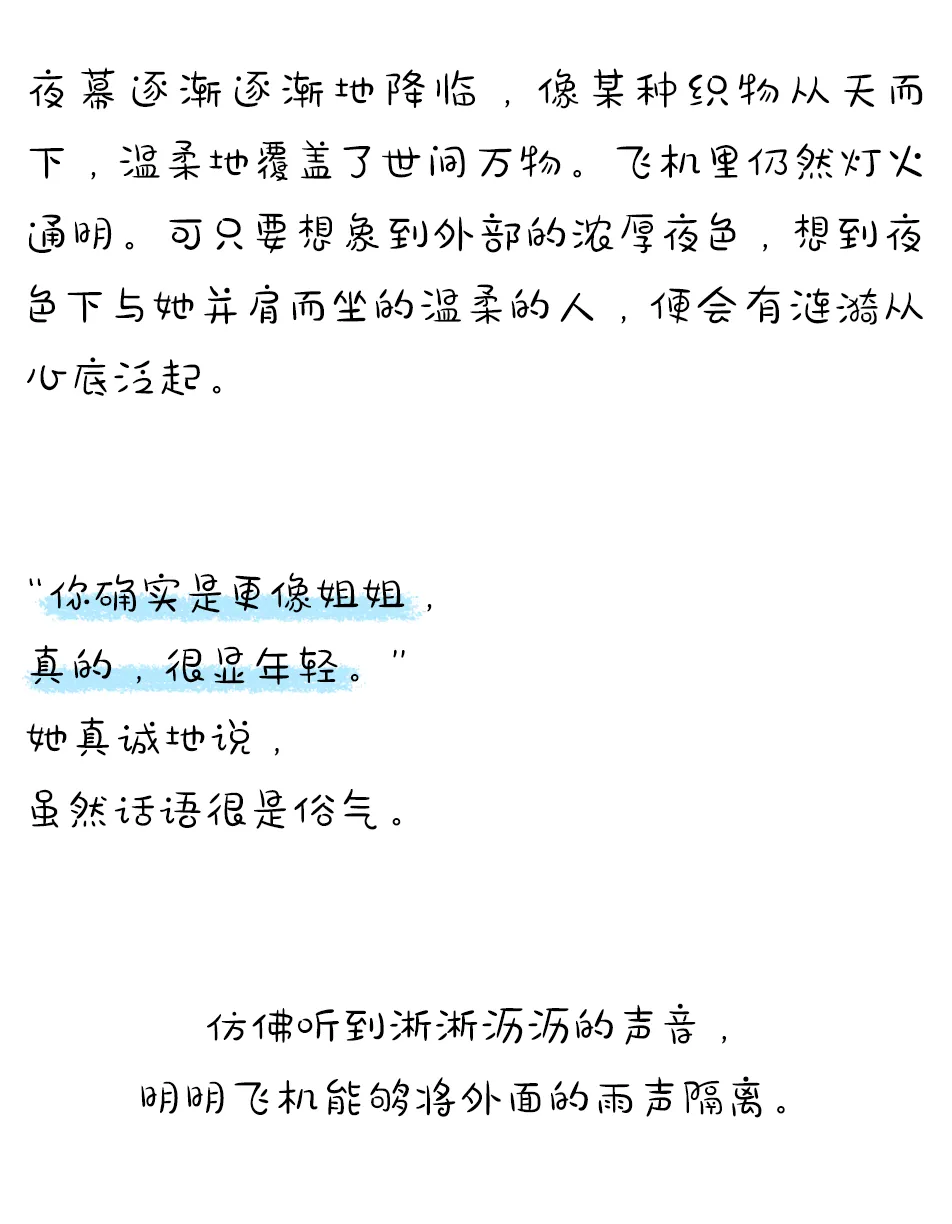 夜幕逐渐逐渐地降临，像某种织物从天而
下，温柔地覆盖了世间万物。飞机里仍然灯火
通明。可只要想象到外部的浓厚夜色，想到夜
色下与她并肩而坐的温柔的人，便会有涟漪从
心底泛起。
"你确实是更像姐姐，
真的，很显年轻。"
她真诚地说，
虽然话语很是俗气。
仿佛听到淅淅沥沥的声音，
明明飞机能够将外面的雨声隔离。